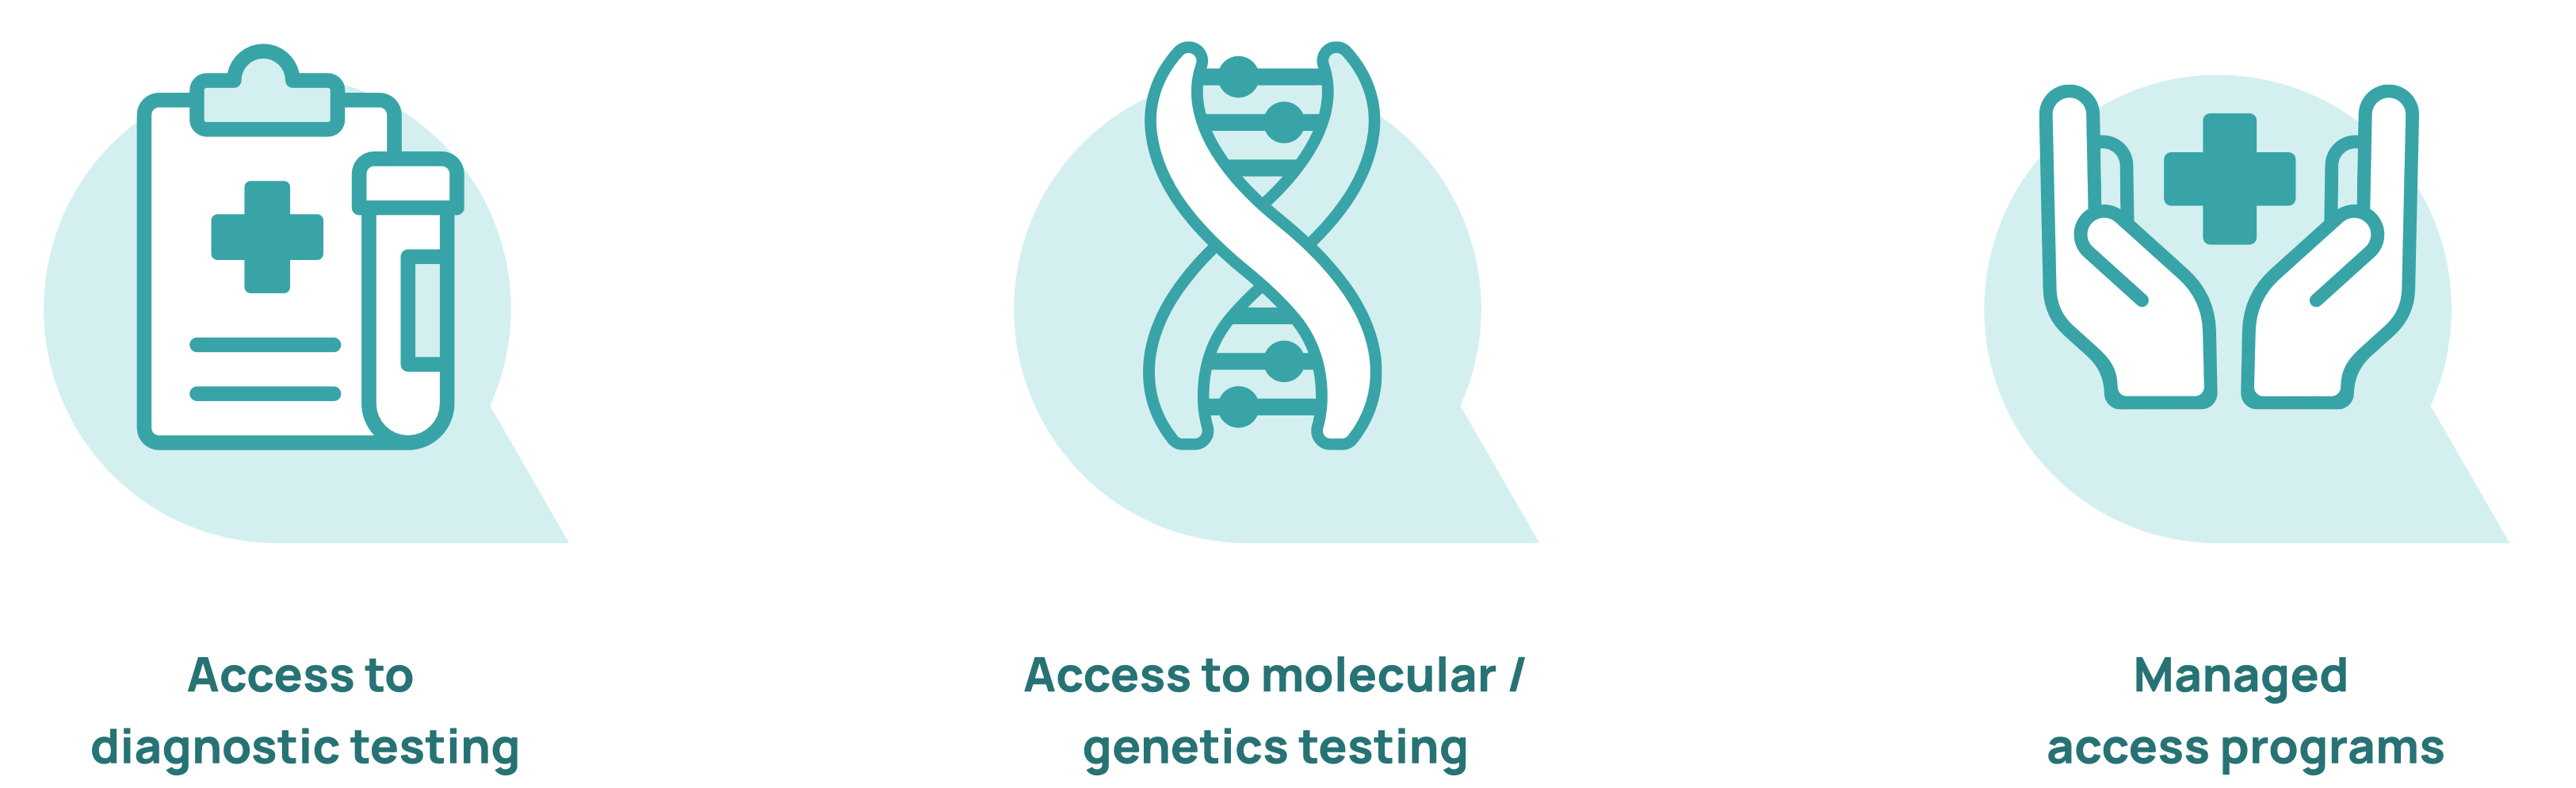 Access to
diagnostic testing
Access to molecular /
genetics testing
Managed
access programs